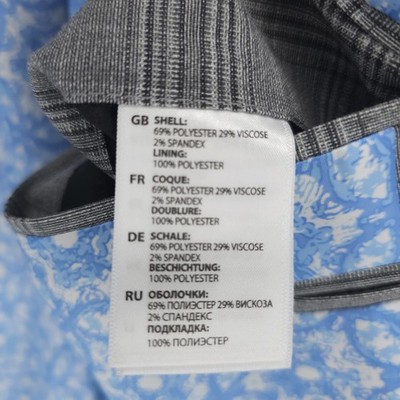 GB SHELL:
69% POLYESTER 29% VISCOSE
2% SPANDEX
LINING:
100% POLYESTER
FR COQUE:
69% POLYESTER 29% VISCOSE
2% SPANDEX
DOUBLURE:
100% POLYESTER
DE SCHALE:
69% POLYESTER 29% VISCOSE
2% SPANDEX
BESCHICHTUNG:
100% POLYESTER
RU ОБОЛОЧКИ:
69% ПОЛИЭСТЕР 29% ВИСКОЗА
2% СПАНДЕКС
ПОДКЛАДКА:
100% ПОЛИЭСТЕР